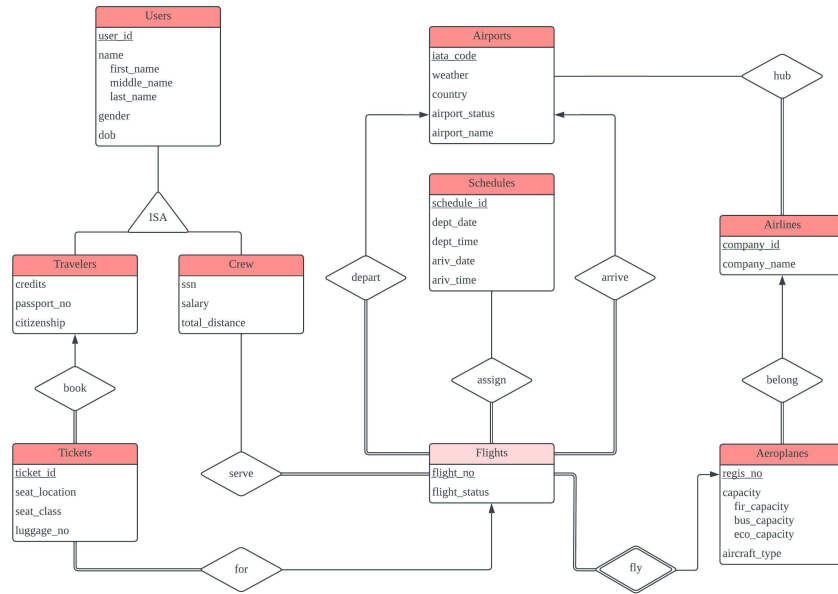 Users
user_id
name
first_name
middle_name
last_name
gender
dob
Airports
iata_code
weather
country
airport_status
airport_name
hub
Schedules
schedule_id
dept_date
dept_time
ariv_date
ariv_time
Airlines
company_id
company_name
ISA
Travelers
credits
passport_no
citizenship
Crew
ssn
salary
total_distance
depart
arrive
book
assign
belong
Tickets
ticket_id
seat_location
seat_class
luggage_no
serve
Flights
flight_no
flight_status
Aeroplanes
regis_no
capacity
fir_capacity
bus_capacity
eco_capacity
aircraft_type
for
fly